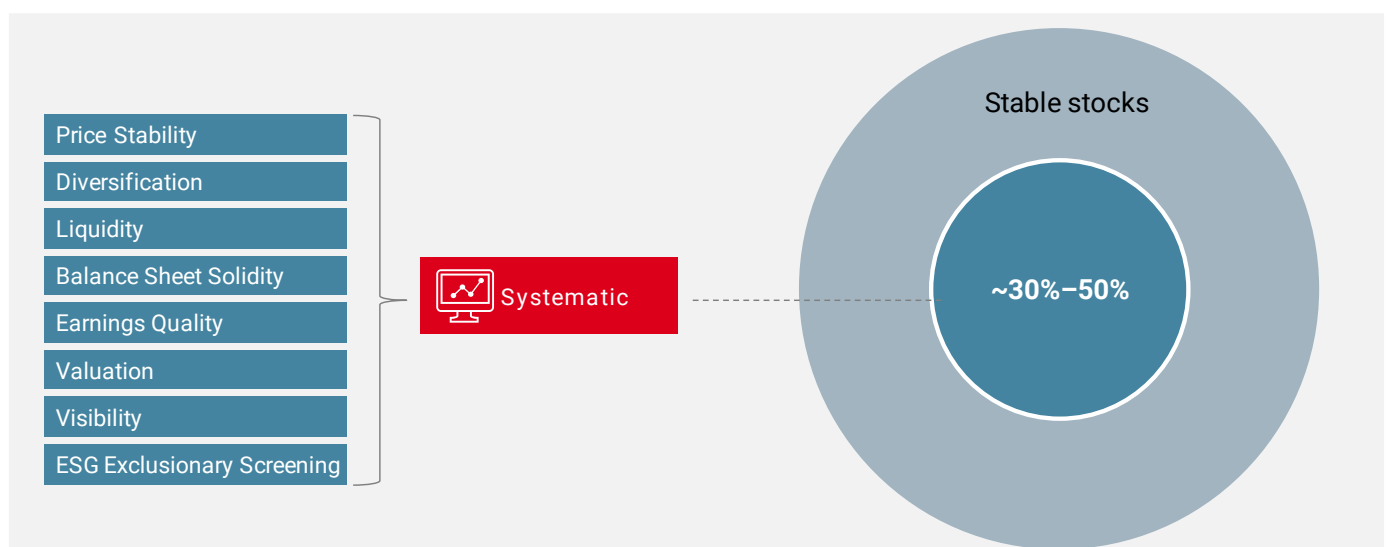 Price Stability
Diversification
Liquidity
Balance Sheet Solidity
Earnings Quality
Valuation
Visibility
ESG Exclusionary Screening
Systematic
Stable stocks
~30%–50%